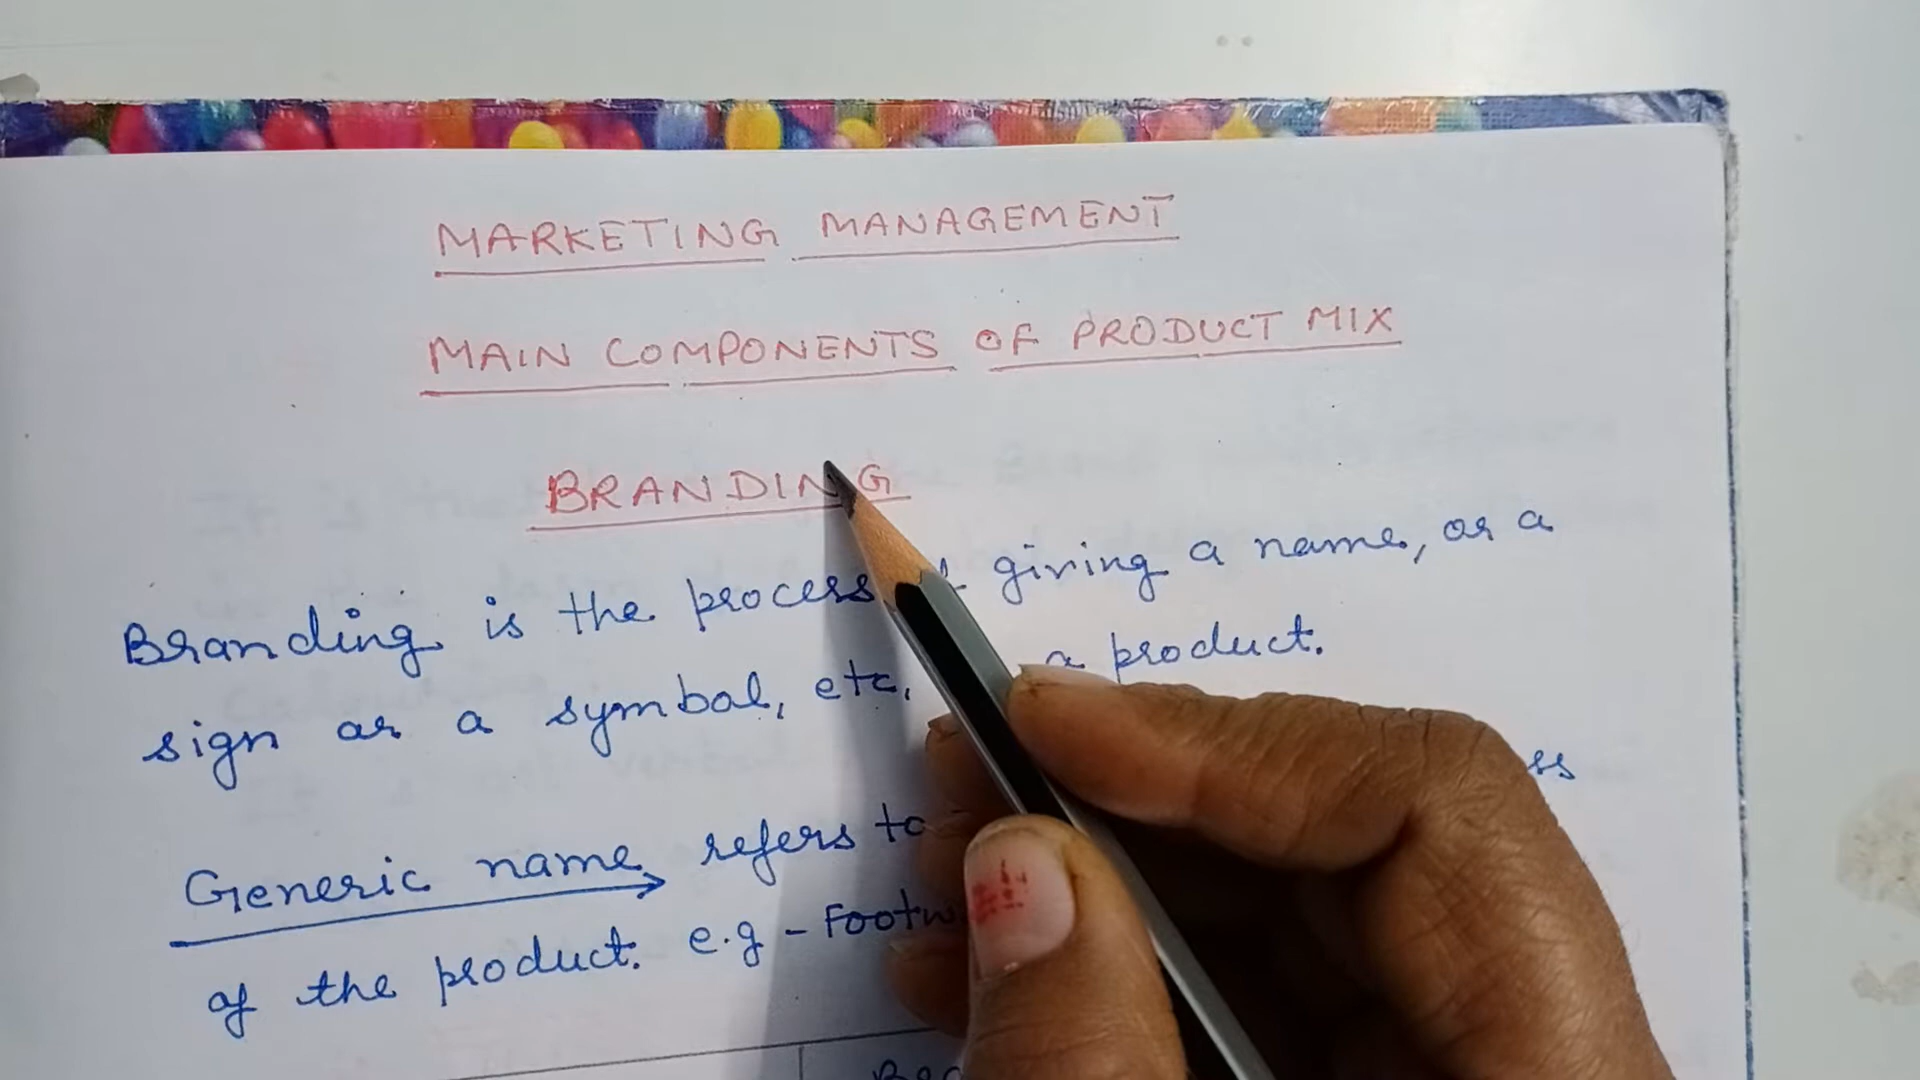 MARKETING MANAGEMENT
MAIN COMPONENTS OF PRODUCT MIX
BRANDING
Branding is the process giving a name, or a
sign or a symbol, etc. a product.
Generic name refers to ss
of the product. e.g - Footw